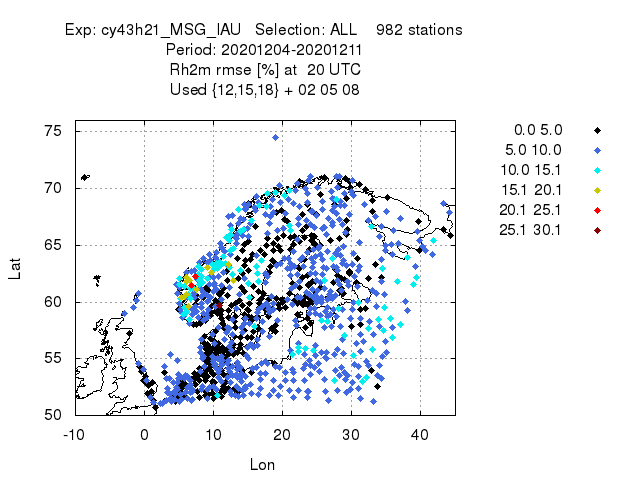 Exp: cy43h21_MSG_IAU   Selection: ALL    982 stations
Period: 20201204-20201211
Rh2m rmse [%] at  20 UTC
Used {12,15,18} + 02 05 08
0.0 5.0
5.0 10.0
10.0 15.1
15.1 20.1
20.1 25.1
25.1 30.1
Lat
75
70
65
60
55
50
-10 0 10 20 30 40
Lon